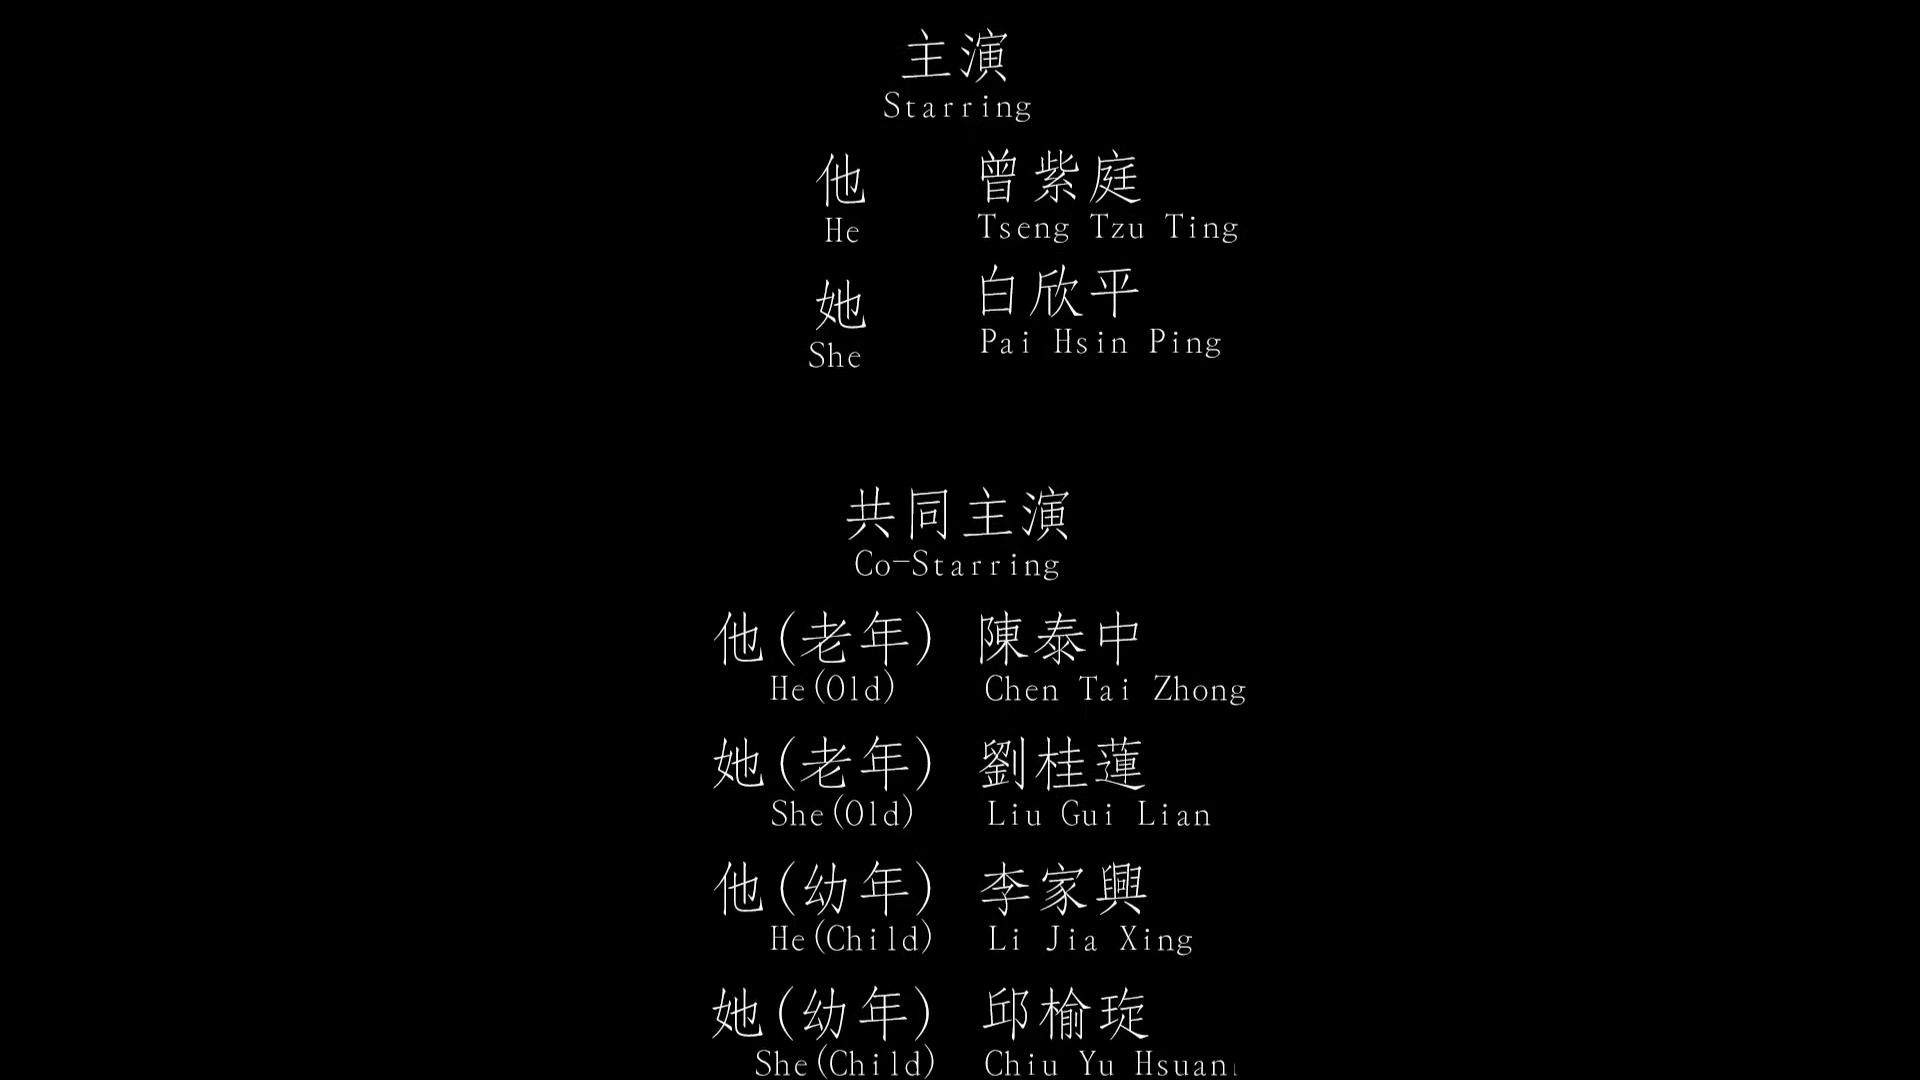 主演
Starring
他 曾紫庭
He Tseng Tzu Ting
她 白欣平
She Pai Hsin Ping
共同主演
Co-Starring
他(老年) 陳泰中
He(Old) Chen Tai Zhong
她(老年) 劉桂蓮
She(Old) Liu Gui Lian
他(幼年) 李家興
He(Child) Li Jia Xing
她(幼年) 邱榆琁
She(Child) Chiu Yu Hsuan